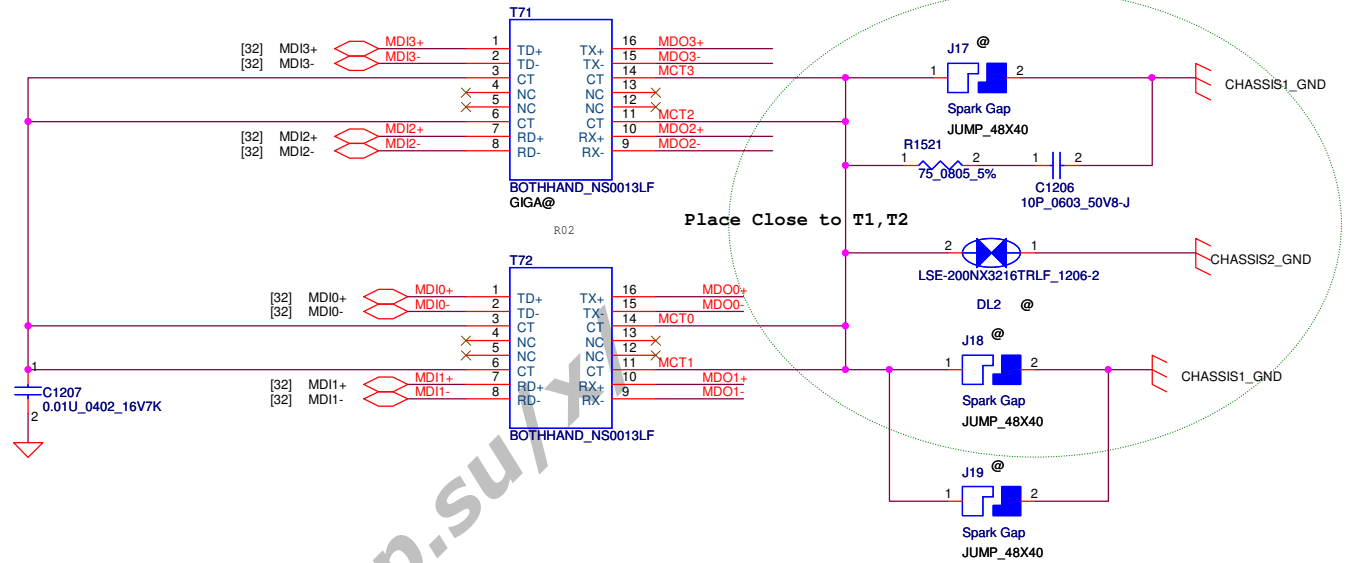 T71
[32] MDI3+ MDI3+ 1 TD+ TX+ 16 MDO3+
[32] MDI3- MDI3- 2 TD- TX- 15 MDO3-
3 CT CT 14 MCT3
4 NC NC 13
5 NC NC 12
6 CT CT 11 MCT2
[32] MDI2+ MDI2+ 7 RD+ RX+ 10 MDO2+
[32] MDI2- MDI2- 8 RD- RX- 9 MDO2-
BOTHHAND_NS0013LF
GIGA@
R02
T72
[32] MDI0+ MDI0+ 1 TD+ TX+ 16 MDO0+
[32] MDI0- MDI0- 2 TD- TX- 15 MDO0-
3 CT CT 14 MCT0
4 NC NC 13
5 NC NC 12
6 CT CT 11 MCT1
[32] MDI1+ MDI1+ 7 RD+ RX+ 10 MDO1+
[32] MDI1- MDI1- 8 RD- RX- 9 MDO1-
BOTHHAND_NS0013LF
1
C1207
0.01U_0402_16V7K
2
J17 @
1 2
CHASSIS1_GND
Spark Gap
JUMP_48X40
R1521
1 2 1 2
75_0805_5%
C1206
10P_0603_50V8-J
Place Close to T1,T2
2 1
CHASSIS2_GND
LSE-200NX3216TRLF_1206-2
DL2 @
J18 @
1 2
CHASSIS1_GND
Spark Gap
JUMP_48X40
J19 @
1 2
Spark Gap
JUMP_48X40
p.su/x/